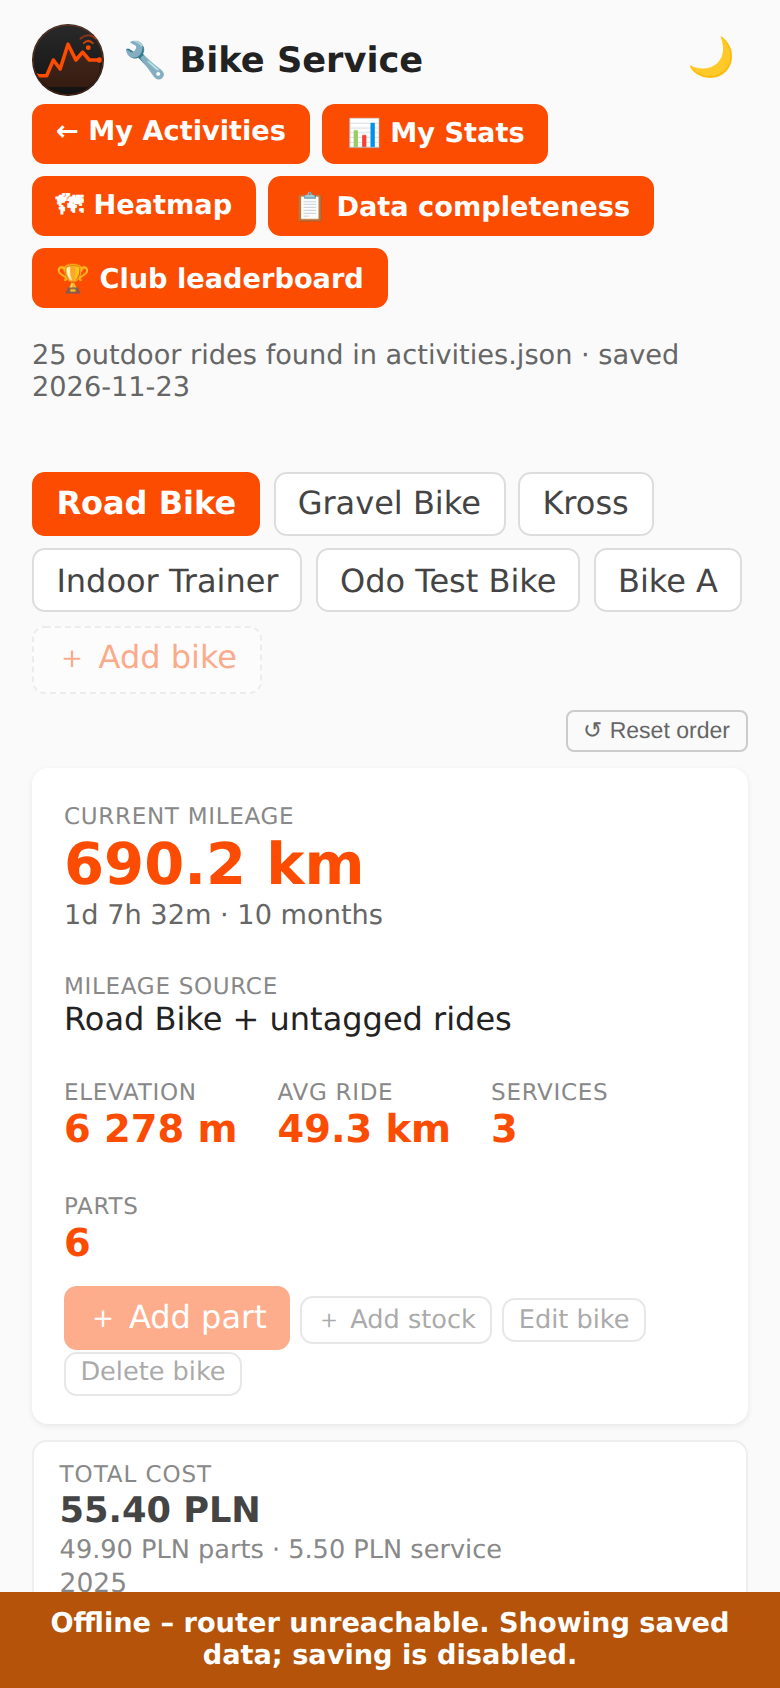 🔧 Bike Service 🌙
← My Activities 📊 My Stats
🗺 Heatmap 📋 Data completeness
🏆 Club leaderboard
25 outdoor rides found in activities.json · saved
2026-11-23
Road Bike Gravel Bike Kross
Indoor Trainer Odo Test Bike Bike A
＋ Add bike
↺ Reset order
CURRENT MILEAGE
690.2 km
1d 7h 32m · 10 months
MILEAGE SOURCE
Road Bike + untagged rides
ELEVATION AVG RIDE SERVICES
6 278 m 49.3 km 3
PARTS
6
＋ Add part ＋ Add stock Edit bike
Delete bike
TOTAL COST
55.40 PLN
49.90 PLN parts · 5.50 PLN service
2025
Offline – router unreachable. Showing saved
data; saving is disabled.